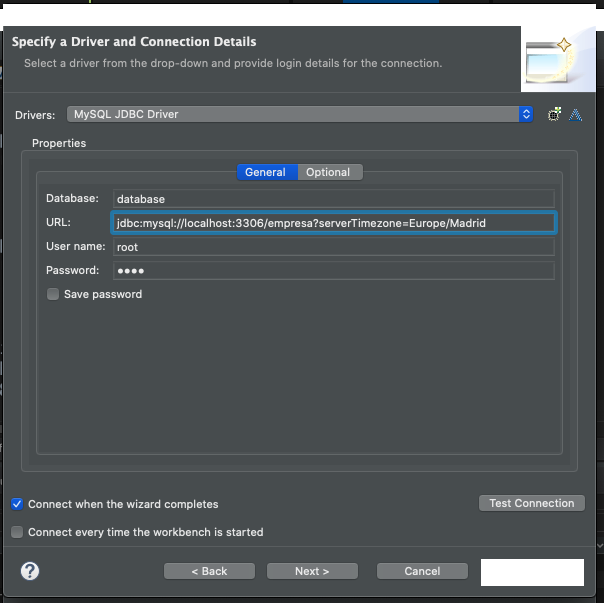 Specify a Driver and Connection Details
Select a driver from the drop-down and provide login details for the connection.
Drivers: MySQL JDBC Driver
Properties
General Optional
Database: database
URL: jdbc:mysql://localhost:3306/empresa?serverTimezone=Europe/Madrid
User name: root
Password: ••••
Save password
Connect when the wizard completes
Test Connection
Connect every time the workbench is started
? < Back Next > Cancel